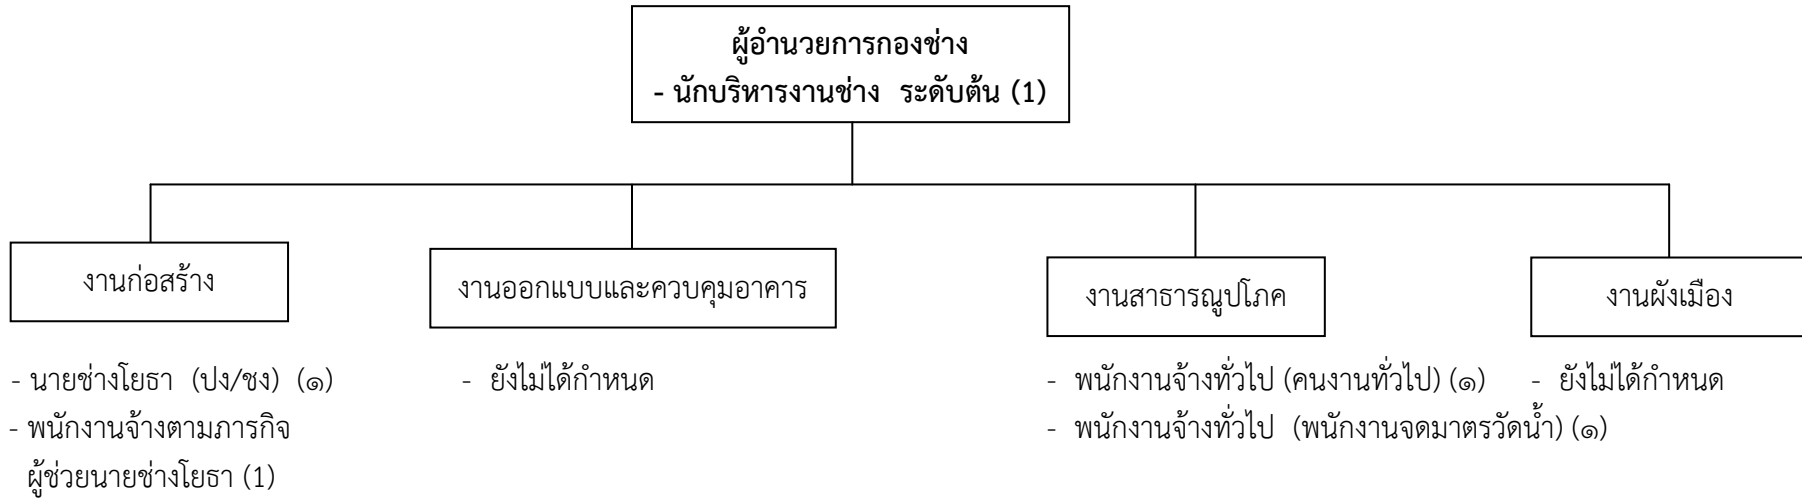 ผู้อำนวยการกองช่าง
- นักบริหารงานช่าง ระดับต้น (1)
งานก่อสร้าง
งานออกแบบและควบคุมอาคาร
งานสาธารณูปโภค
งานผังเมือง
- นายช่างโยธา (ปง/ชง) (๑)
- พนักงานจ้างตามภารกิจ
ผู้ช่วยนายช่างโยธา (1)
- ยังไม่ได้กำหนด
- พนักงานจ้างทั่วไป (คนงานทั่วไป) (๑)
- พนักงานจ้างทั่วไป (พนักงานจดมาตรวัดน้ำ) (๑)
- ยังไม่ได้กำหนด